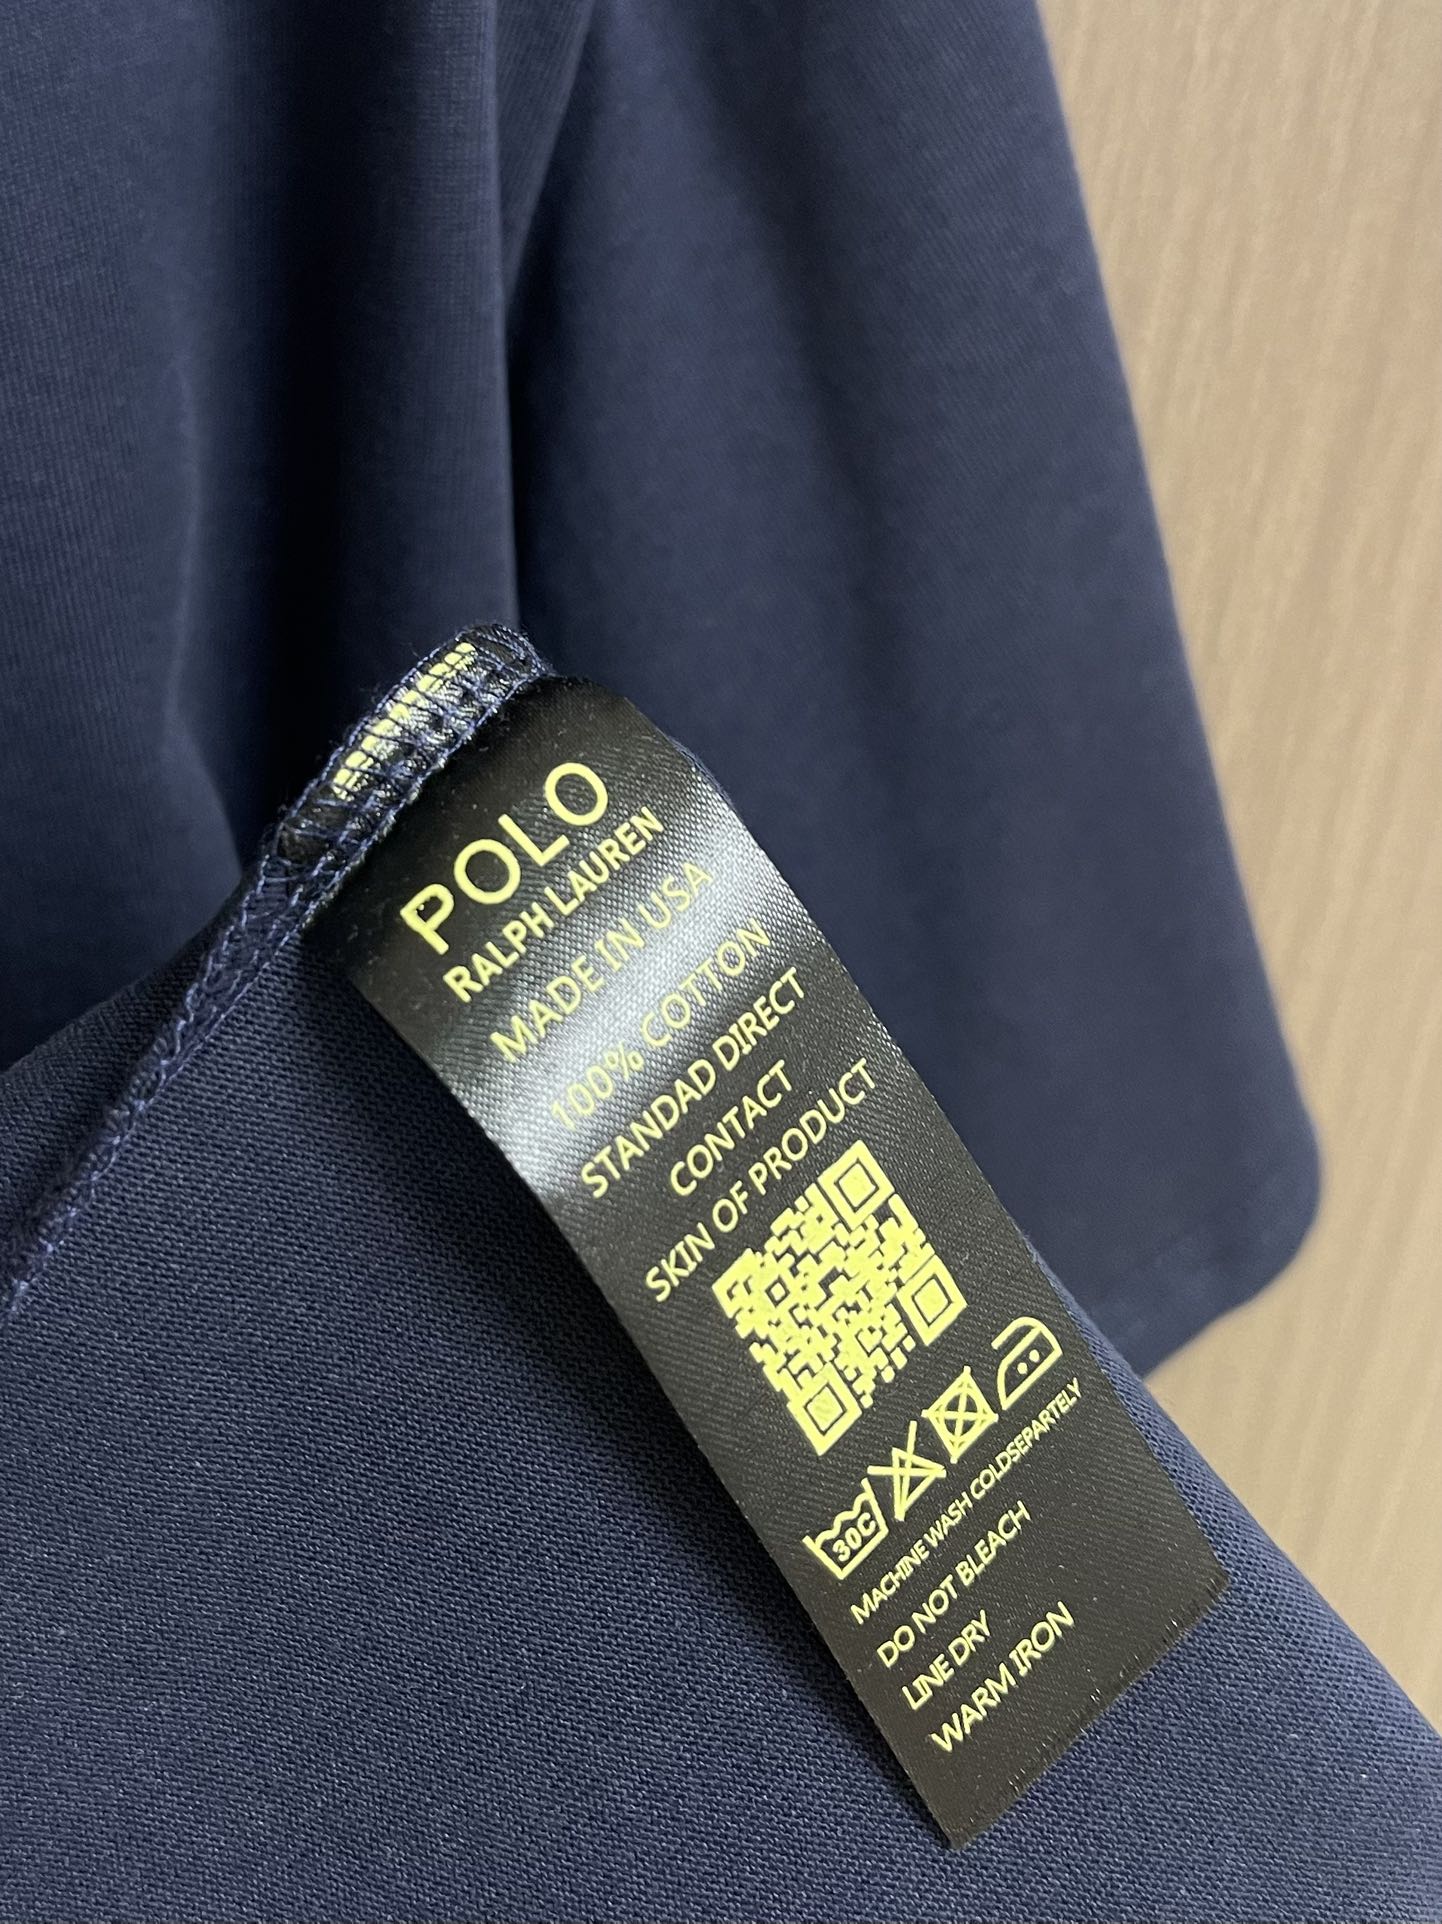 POLO
RALPH LAUREN
MADE IN USA
100% COTTON
STANDAD DIRECT
CONTACT
SKIN OF PRODUCT
30C
MACHINE WASH COLDSEPARTELY
DO NOT BLEACH
LINE DRY
WARM IRON